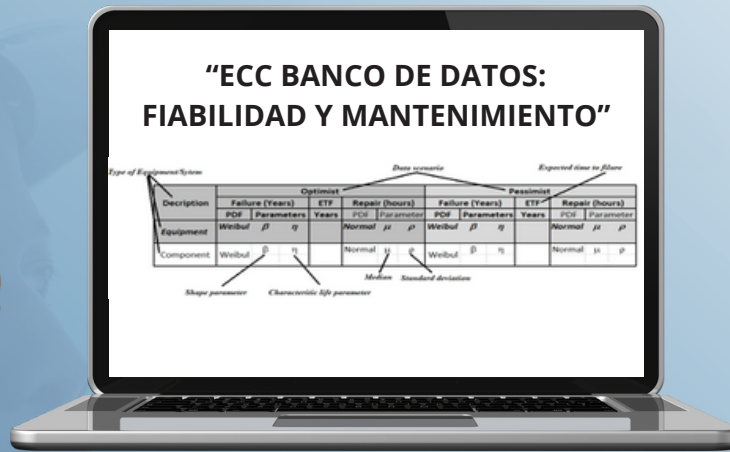 “ECC BANCO DE DATOS:
FIABILIDAD Y MANTENIMIENTO”
Type of Equipment/Sytem
Data scenario
Expected time to filure
Decription Optimist Pessimist
Failure (Years) ETF Repair (hours) Failure (Years) ETF Repair (hours)
PDF Parameters Years PDF Parameter PDF Parameters Years PDF Parameter
Equipment Weibul β η Normal μ ρ Weibul β η Normal μ ρ
Component Weibul β η Normal μ ρ Weibul β η Normal μ ρ
Median Standard deviation
Shape parameter Characteritic life parameter